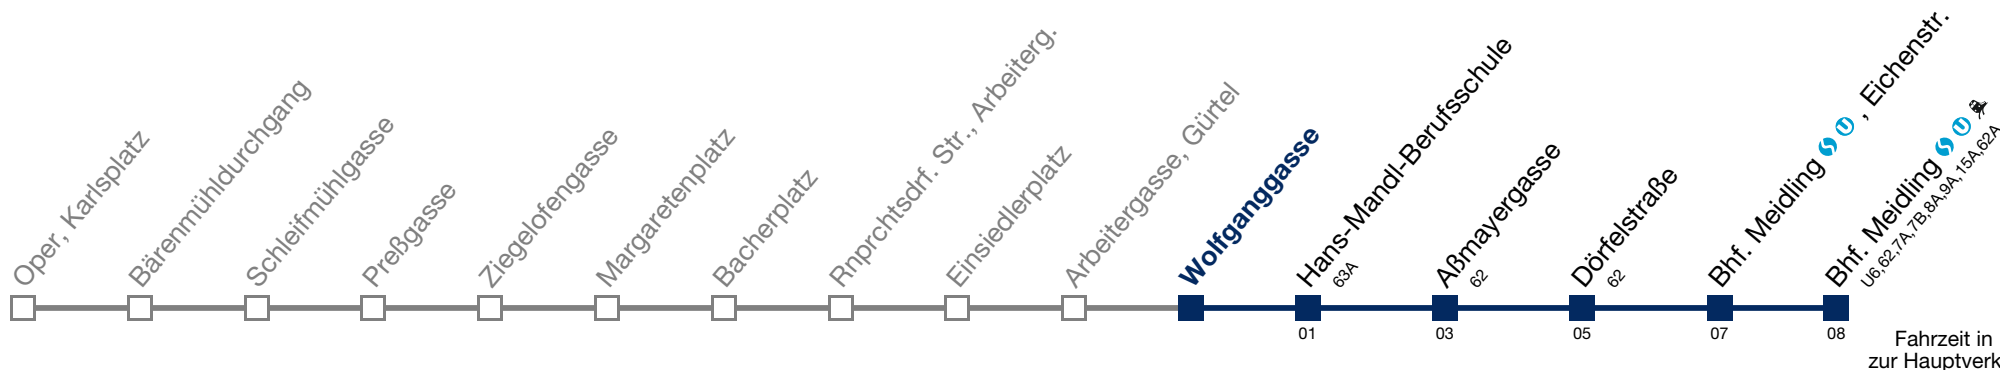 Oper, Karlsplatz
Bärenmühldurchgang
Schleifmühlgasse
Preßgasse
Ziegelofengasse
Margaretenplatz
Bacherplatz
Rnprchtsdrf. Str., Arbeiterg.
Einsiedlerplatz
Arbeitergasse, Gürtel
Wolfganggasse
Hans-Mandl-Berufsschule
63A
Aßmayergasse
62
Dörfelstraße
62
Bhf. Meidling S U , Eichenstr.
Bhf. Meidling S U
U6,62,7A,7B,8A,9A,15A,62A
01
03
05
07
08
Fahrzeit in
zur Hauptverk